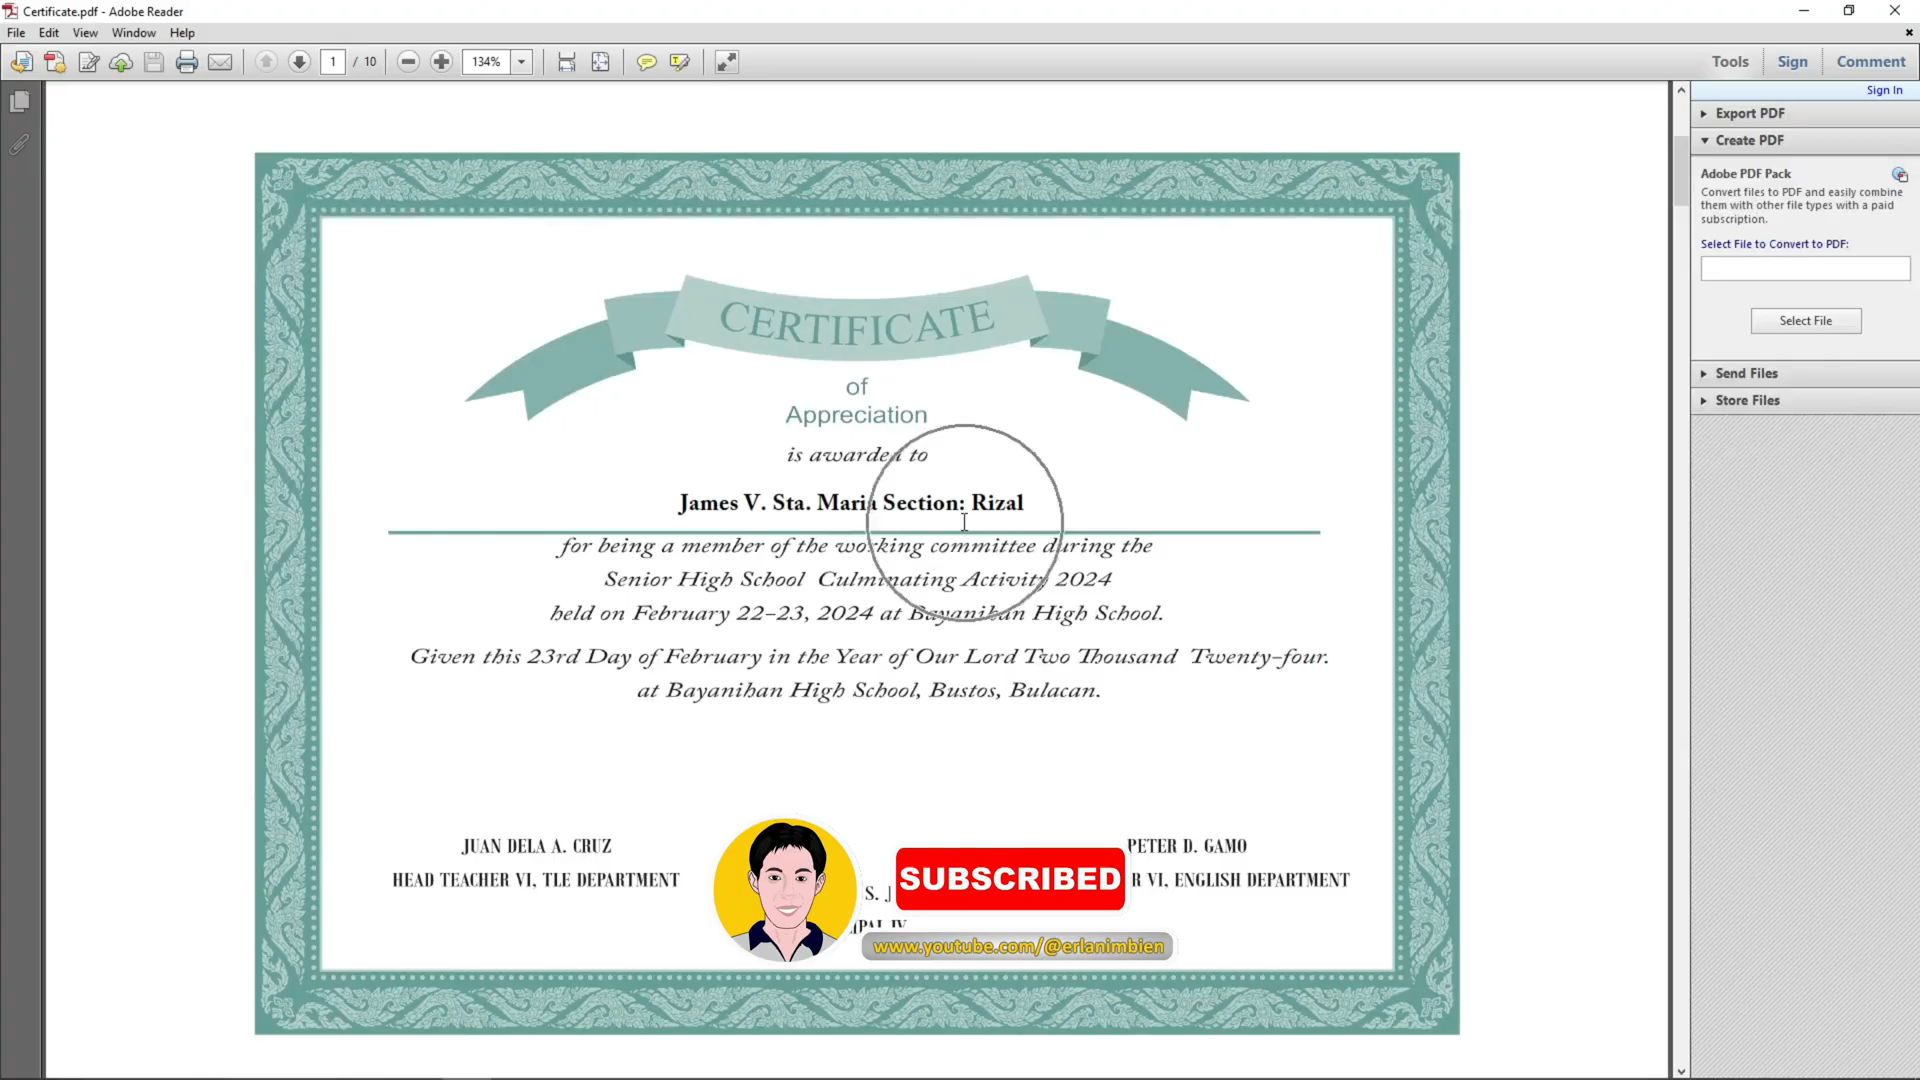 Certificate.pdf - Adobe Reader
File Edit View Window Help
1 / 10 134% Tools Sign Comment
Sign In
Export PDF
Create PDF
Adobe PDF Pack
Convert files to PDF and easily combine
them with other file types with a paid
subscription.
Select File to Convert to PDF:
Select File
Send Files
Store Files
CERTIFICATE
of
Appreciation
is awarded to
James V. Sta. Maria Section: Rizal
for being a member of the working committee during the
Senior High School Culminating Activity 2024
held on February 22-23, 2024 at Bayanihan High School.
Given this 23rd Day of February in the Year of Our Lord Two Thousand Twenty-four.
at Bayanihan High School, Bustos, Bulacan.
JUAN DELA A. CRUZ
HEAD TEACHER VI, TLE DEPARTMENT
PETER D. GAMO
R VI, ENGLISH DEPARTMENT
S. J
SUBSCRIBED
www.youtube.com/@erlanimbien